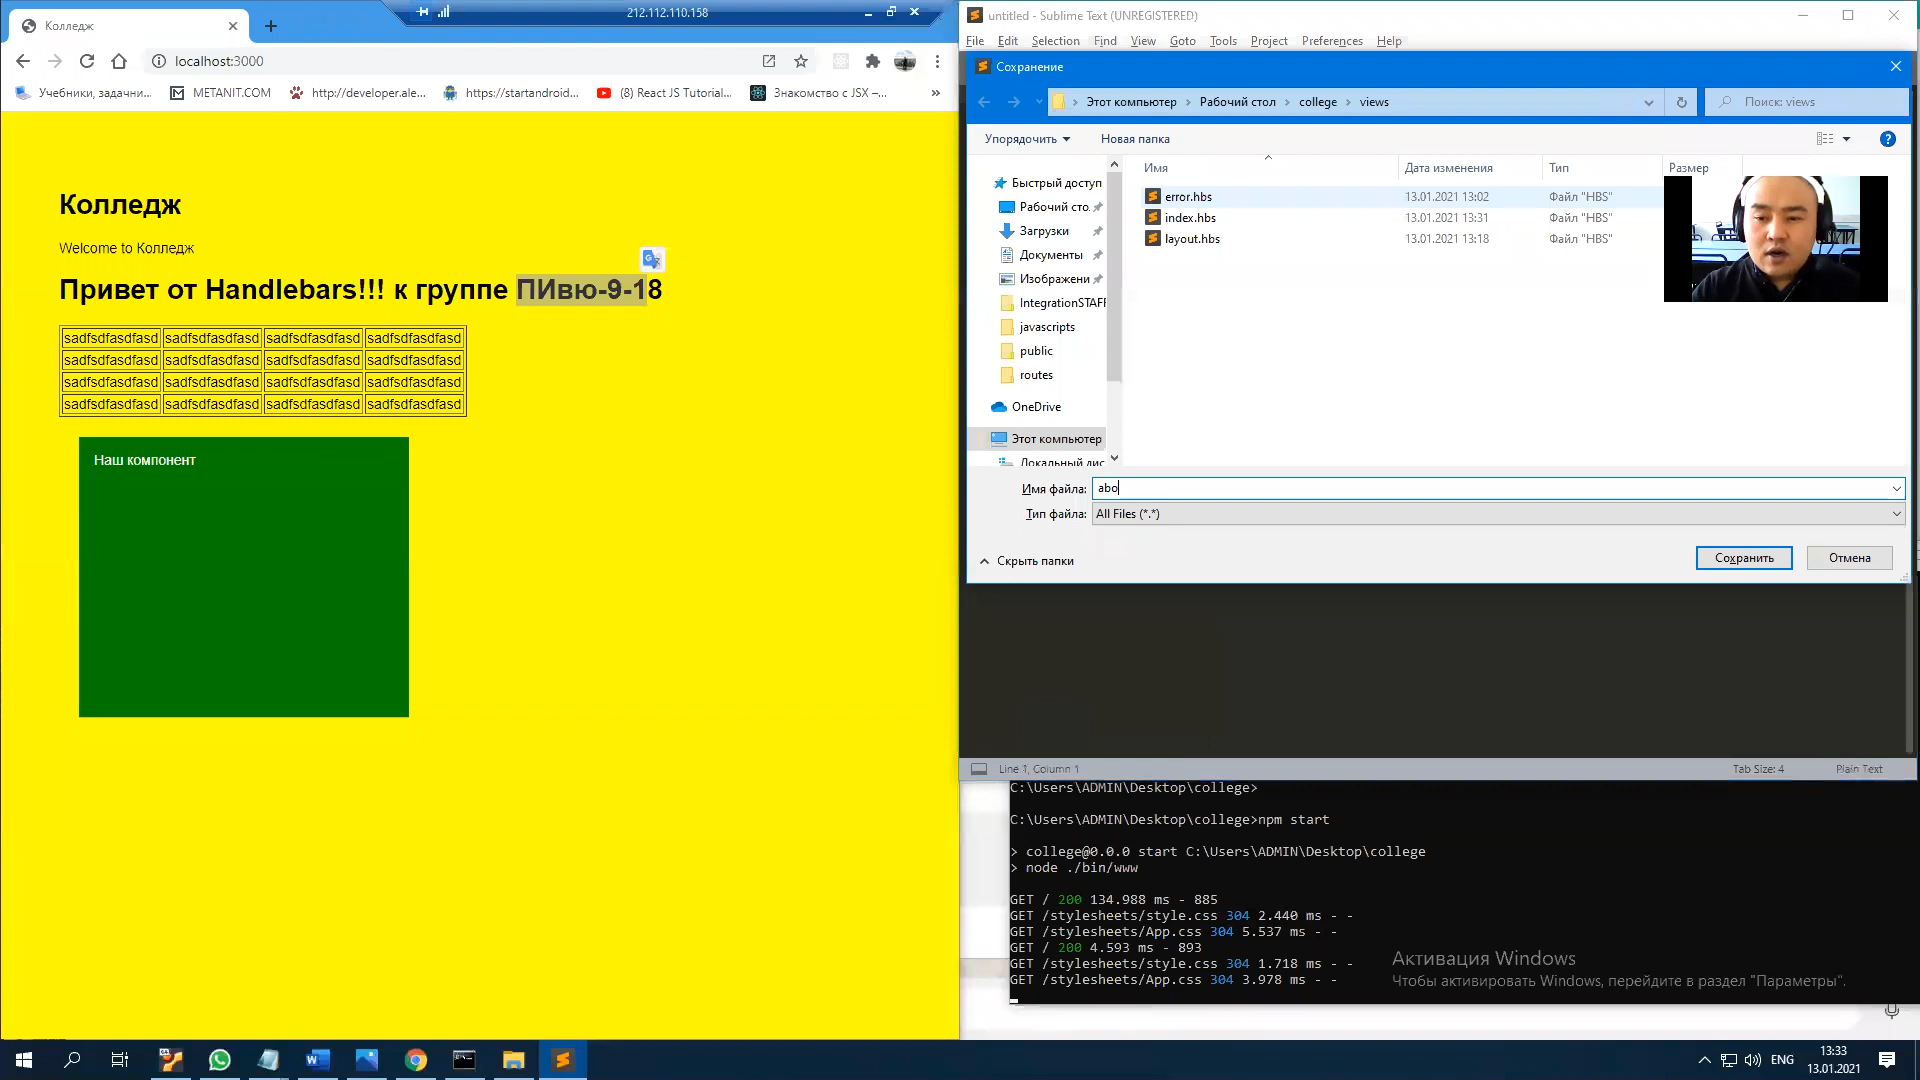 Колледж
212.112.110.158
localhost:3000
Учебники, задачни...
METANIT.COM
http://developer.ale...
https://startandroid...
(8) React JS Tutorial...
Знакомство с JSX –...
»
Колледж
Welcome to Колледж
Привет от Handlebars!!! к группе ПИвю-9-18
sadfsdfasdfasd sadfsdfasdfasd sadfsdfasdfasd sadfsdfasdfasd
sadfsdfasdfasd sadfsdfasdfasd sadfsdfasdfasd sadfsdfasdfasd
sadfsdfasdfasd sadfsdfasdfasd sadfsdfasdfasd sadfsdfasdfasd
sadfsdfasdfasd sadfsdfasdfasd sadfsdfasdfasd sadfsdfasdfasd
Наш компонент
untitled - Sublime Text (UNREGISTERED)
File Edit Selection Find View Goto Tools Project Preferences Help
Сохранение
Этот компьютер › Рабочий стол › college › views
Поиск: views
Упорядочить
Новая папка
Имя Дата изменения Тип Размер
error.hbs 13.01.2021 13:02 Файл "HBS"
index.hbs 13.01.2021 13:31 Файл "HBS"
layout.hbs 13.01.2021 13:18 Файл "HBS"
Быстрый доступ
Рабочий сто.
Загрузки
Документы
Изображени
IntegrationSTAFF
javascripts
public
routes
OneDrive
Этот компьютер
Локальный дис
Имя файла: abo
Тип файла: All Files (*.*)
Скрыть папки
Сохранить
Отмена
Line 1, Column 1
Tab Size: 4
Plain Text
C:\Users\ADMIN\Desktop\college>
C:\Users\ADMIN\Desktop\college>npm start
> college@0.0.0 start C:\Users\ADMIN\Desktop\college
> node ./bin/www
GET / 200 134.988 ms - 885
GET /stylesheets/style.css 304 2.440 ms - -
GET /stylesheets/App.css 304 5.537 ms - -
GET / 200 4.593 ms - 893
GET /stylesheets/style.css 304 1.718 ms - -
GET /stylesheets/App.css 304 3.978 ms - -
Активация Windows
Чтобы активировать Windows, перейдите в раздел "Параметры".
ENG
13:33
13.01.2021